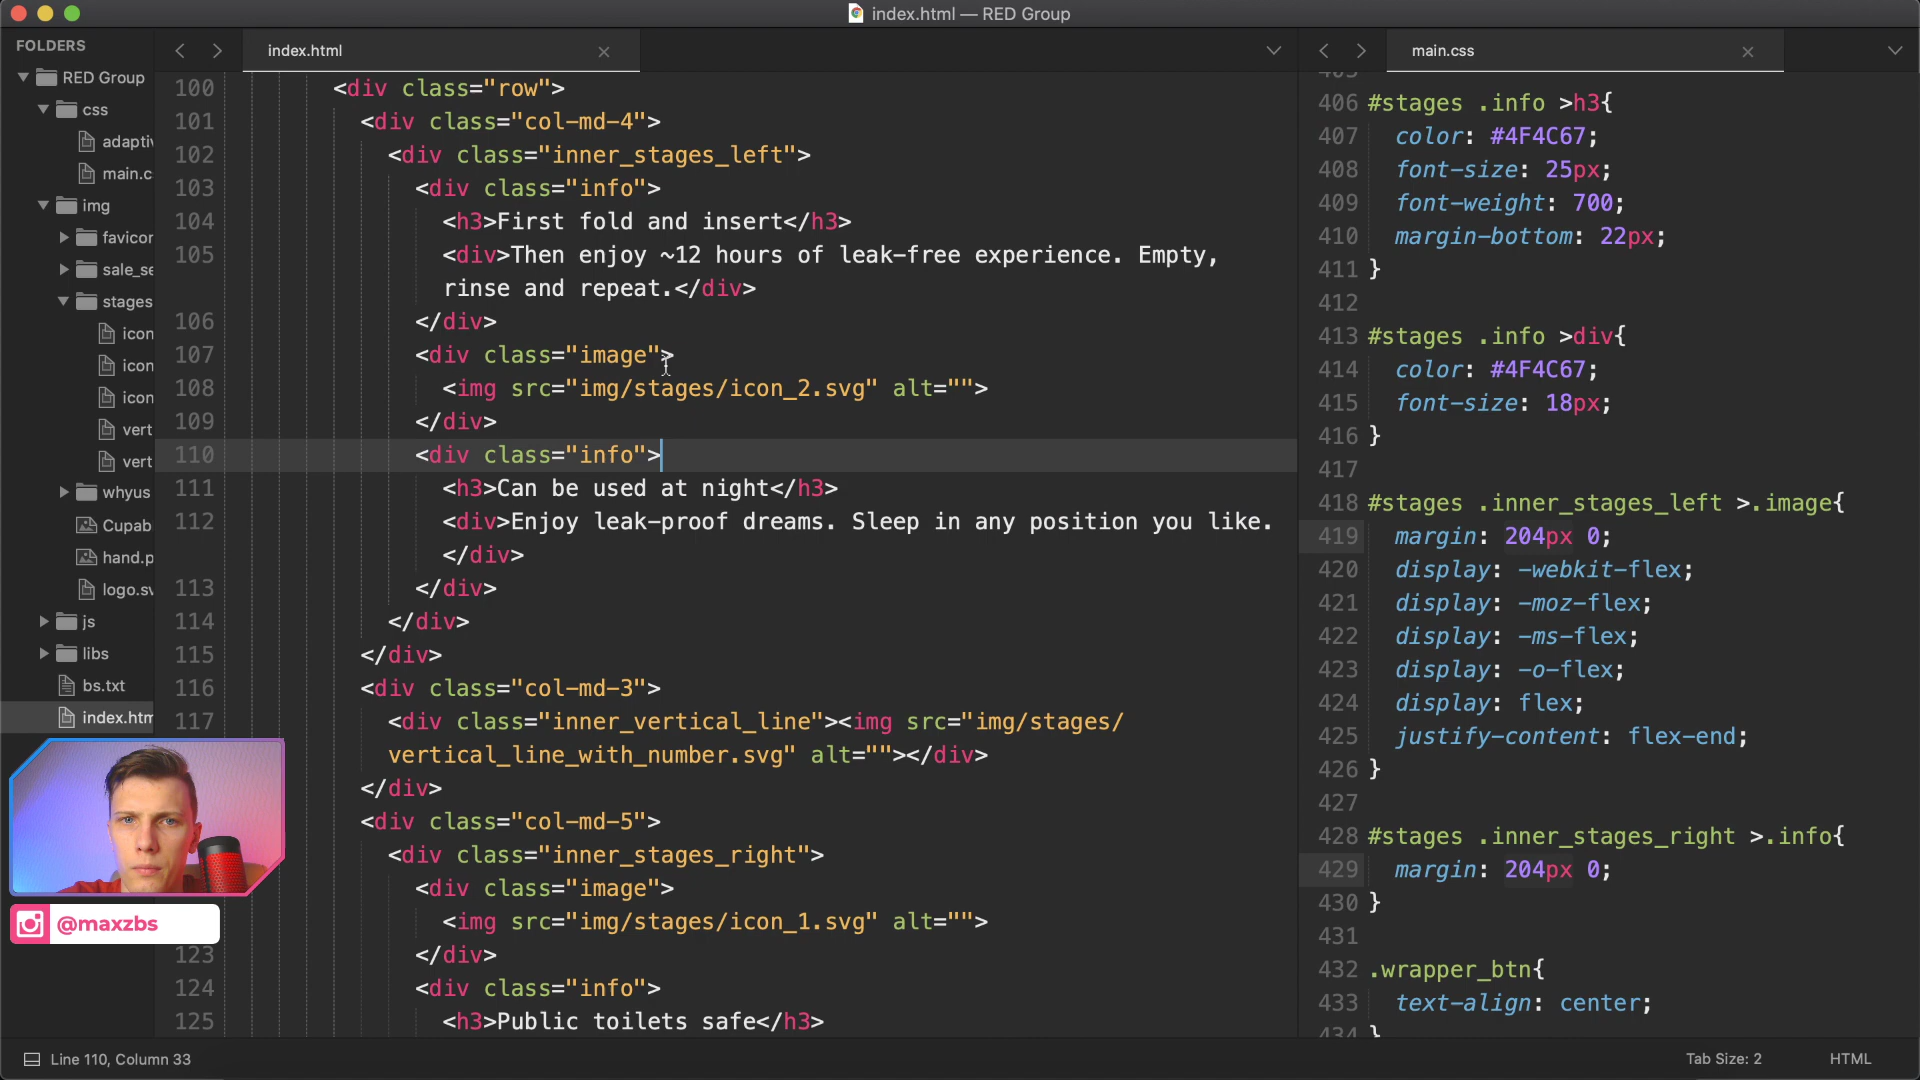 index.html — RED Group
FOLDERS
RED Group
css
adaptiv
main.c
img
favicor
sale_se
stages
icon
icon
icon
vert
vert
whyus
Cupab
hand.p
logo.sv
js
libs
bs.txt
index.htm
@maxzbs
index.html
100 <div class="row">
101 <div class="col-md-4">
102 <div class="inner_stages_left">
103 <div class="info">
104 <h3>First fold and insert</h3>
105 <div>Then enjoy ~12 hours of leak-free experience. Empty,
rinse and repeat.</div>
106 </div>
107 <div class="image">
108 <img src="img/stages/icon_2.svg" alt="">
109 </div>
110 <div class="info">
111 <h3>Can be used at night</h3>
112 <div>Enjoy leak-proof dreams. Sleep in any position you like.
</div>
113 </div>
114 </div>
115 </div>
116 <div class="col-md-3">
117 <div class="inner_vertical_line"><img src="img/stages/
vertical_line_with_number.svg" alt=""></div>
</div>
<div class="col-md-5">
<div class="inner_stages_right">
<div class="image">
<img src="img/stages/icon_1.svg" alt="">
123 </div>
124 <div class="info">
125 <h3>Public toilets safe</h3>
main.css
405
406 #stages .info >h3{
407 color: #4F4C67;
408 font-size: 25px;
409 font-weight: 700;
410 margin-bottom: 22px;
411 }
412
413 #stages .info >div{
414 color: #4F4C67;
415 font-size: 18px;
416 }
417
418 #stages .inner_stages_left >.image{
419 margin: 204px 0;
420 display: -webkit-flex;
421 display: -moz-flex;
422 display: -ms-flex;
423 display: -o-flex;
424 display: flex;
425 justify-content: flex-end;
426 }
427
428 #stages .inner_stages_right >.info{
429 margin: 204px 0;
430 }
431
432 .wrapper_btn{
433 text-align: center;
434 }
Line 110, Column 33
Tab Size: 2
HTML